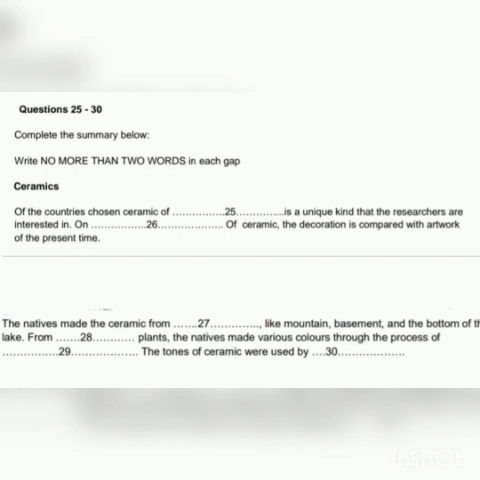 Questions 25 - 30
Complete the summary below:
Write NO MORE THAN TWO WORDS in each gap
Ceramics
Of the countries chosen ceramic of ................25...............is a unique kind that the researchers are
interested in. On ................26................... Of ceramic, the decoration is compared with artwork
of the present time.
The natives made the ceramic from .......27.............., like mountain, basement, and the bottom of th
lake. From .......28............ plants, the natives made various colours through the process of
................29................... The tones of ceramic were used by ....30...................
InShOt